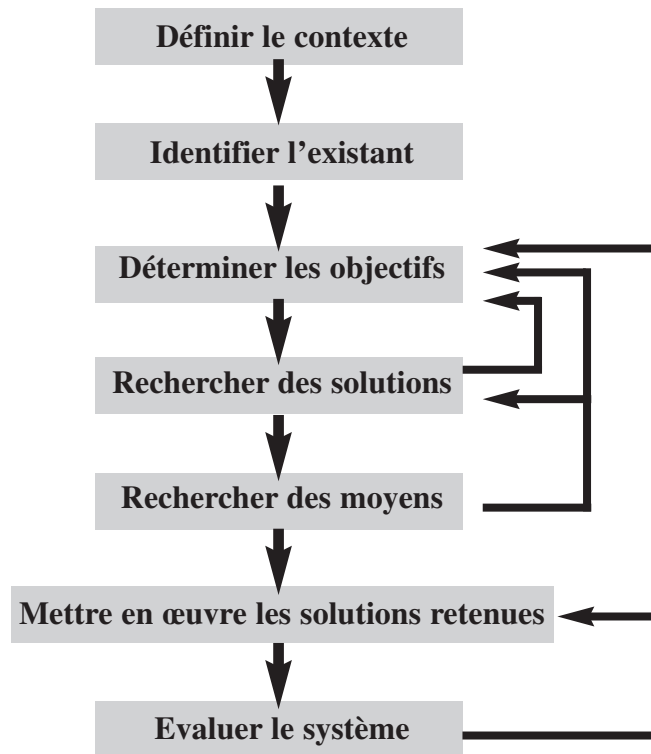 Définir le contexte
Identifier l’existant
Déterminer les objectifs
Rechercher des solutions
Rechercher des moyens
Mettre en œuvre les solutions retenues
Evaluer le système